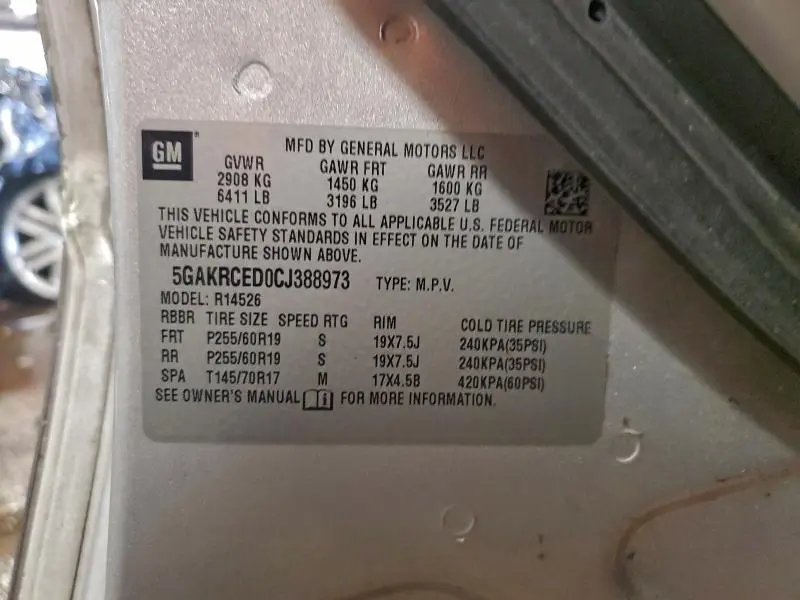 GM
MFD BY GENERAL MOTORS LLC
GVWR GAWR FRT GAWR RR
2908 KG 1450 KG 1600 KG
6411 LB 3196 LB 3527 LB
THIS VEHICLE CONFORMS TO ALL APPLICABLE U.S. FEDERAL MOTOR
VEHICLE SAFETY STANDARDS IN EFFECT ON THE DATE OF
MANUFACTURE SHOWN ABOVE.
5GAKRCED0CJ388973 TYPE: M.P.V.
MODEL: R14526
RBBR TIRE SIZE SPEED RTG RIM COLD TIRE PRESSURE
FRT P255/60R19 S 19X7.5J 240KPA(35PSI)
RR P255/60R19 S 19X7.5J 240KPA(35PSI)
SPA T145/70R17 M 17X4.5B 420KPA(60PSI)
SEE OWNER'S MANUAL i FOR MORE INFORMATION.